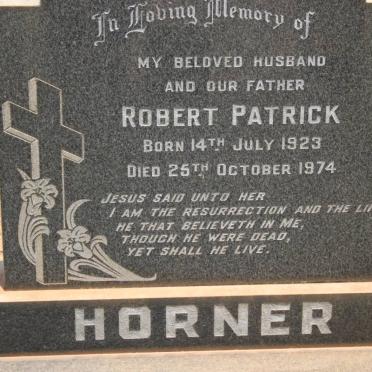 In Loving Memory of
MY BELOVED HUSBAND
AND OUR FATHER
ROBERT PATRICK
BORN 14TH JULY 1923
DIED 25TH OCTOBER 1974
JESUS SAID UNTO HER
I AM THE RESURRECTION AND THE LI
HE THAT BELIEVETH IN ME,
THOUGH HE WERE DEAD,
YET SHALL HE LIVE.
HORNER